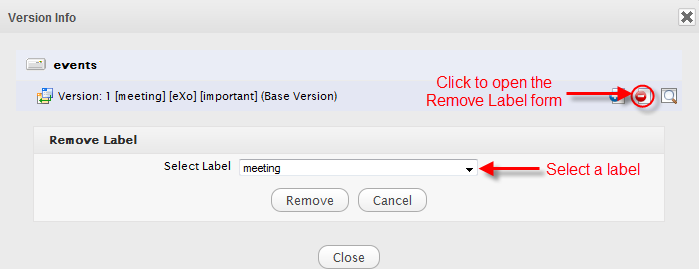 Version Info
events
Click to open the
Remove Label form
Version: 1 [meeting] [eXo] [important] (Base Version)
Remove Label
Select Label
meeting
Select a label
Remove
Cancel
Close